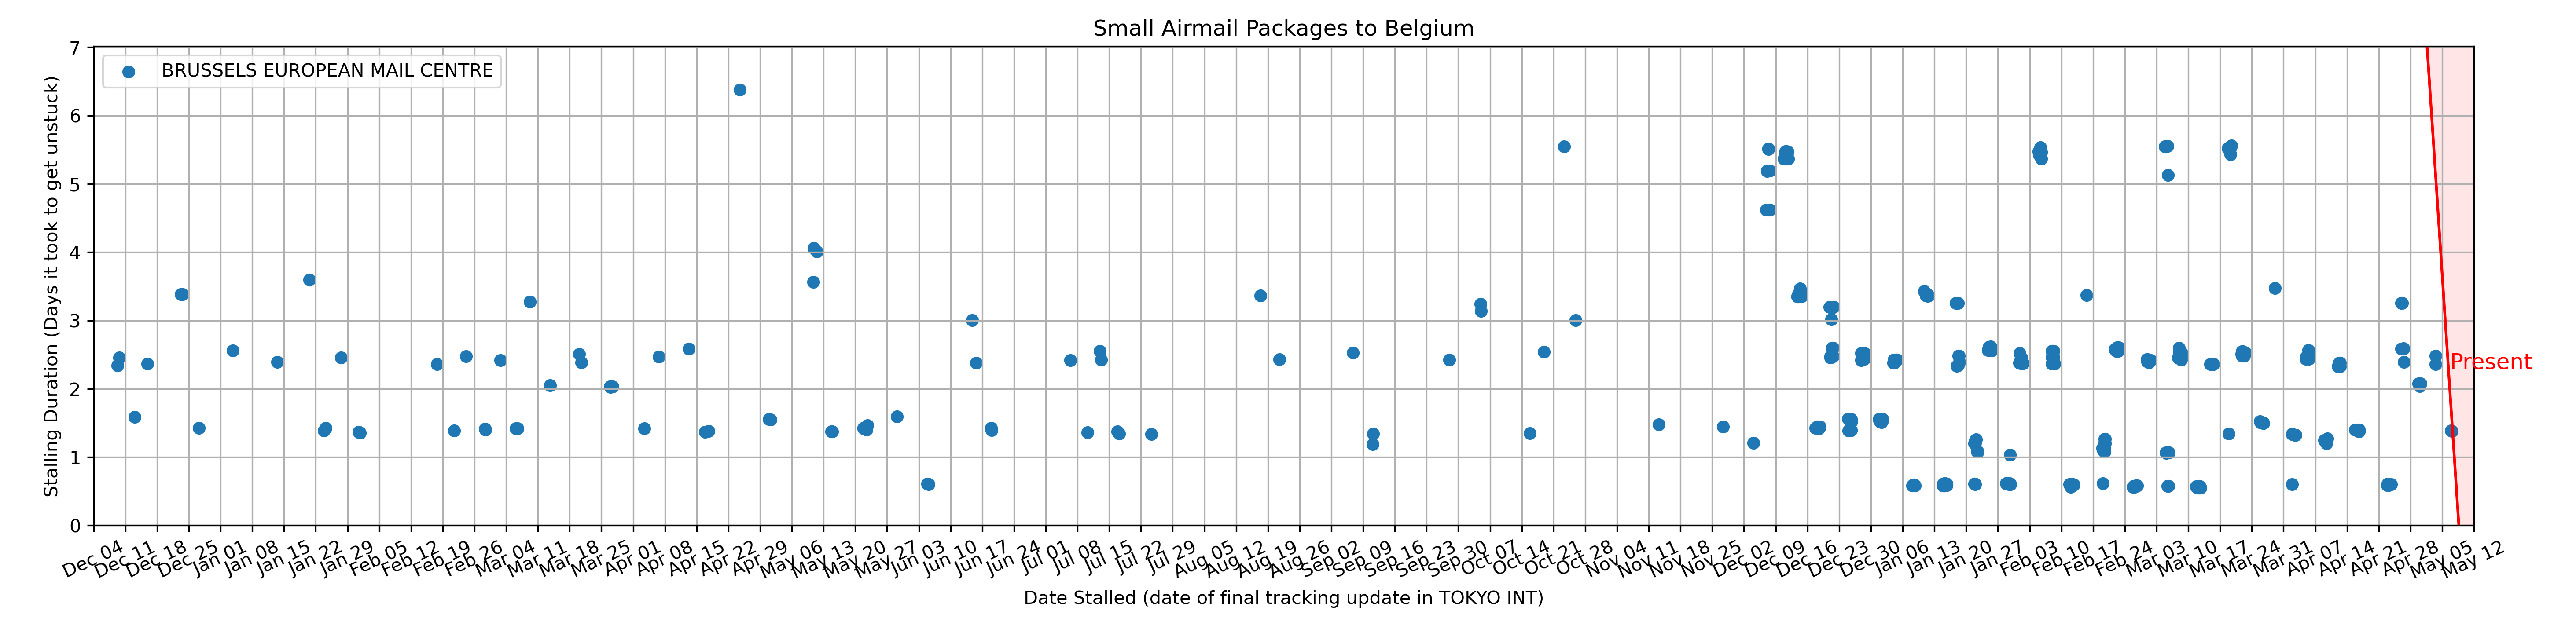 Small Airmail Packages to Belgium
BRUSSELS EUROPEAN MAIL CENTRE
Stalling Duration (Days it took to get unstuck)
7
6
5
4
3
2
1
0
Present
Dec 04
Dec 11
Dec 18
Dec 25
Jan 01
Jan 08
Jan 15
Jan 22
Jan 29
Feb 05
Feb 12
Feb 19
Feb 26
Mar 04
Mar 11
Mar 18
Mar 25
Apr 01
Apr 08
Apr 15
Apr 22
Apr 29
May 06
May 13
May 20
May 27
Jun 03
Jun 10
Jun 17
Jun 24
Jul 01
Jul 08
Jul 15
Jul 22
Jul 29
Aug 05
Aug 12
Aug 19
Aug 26
Sep 02
Sep 09
Sep 16
Sep 23
Sep 30
Oct 07
Oct 14
Oct 21
Oct 28
Nov 04
Nov 11
Nov 18
Nov 25
Dec 02
Dec 09
Dec 16
Dec 23
Dec 30
Jan 06
Jan 13
Jan 20
Jan 27
Feb 03
Feb 10
Feb 17
Feb 24
Mar 03
Mar 10
Mar 17
Mar 24
Mar 31
Apr 07
Apr 14
Apr 21
Apr 28
May 05
May 12
Date Stalled (date of final tracking update in TOKYO INT)